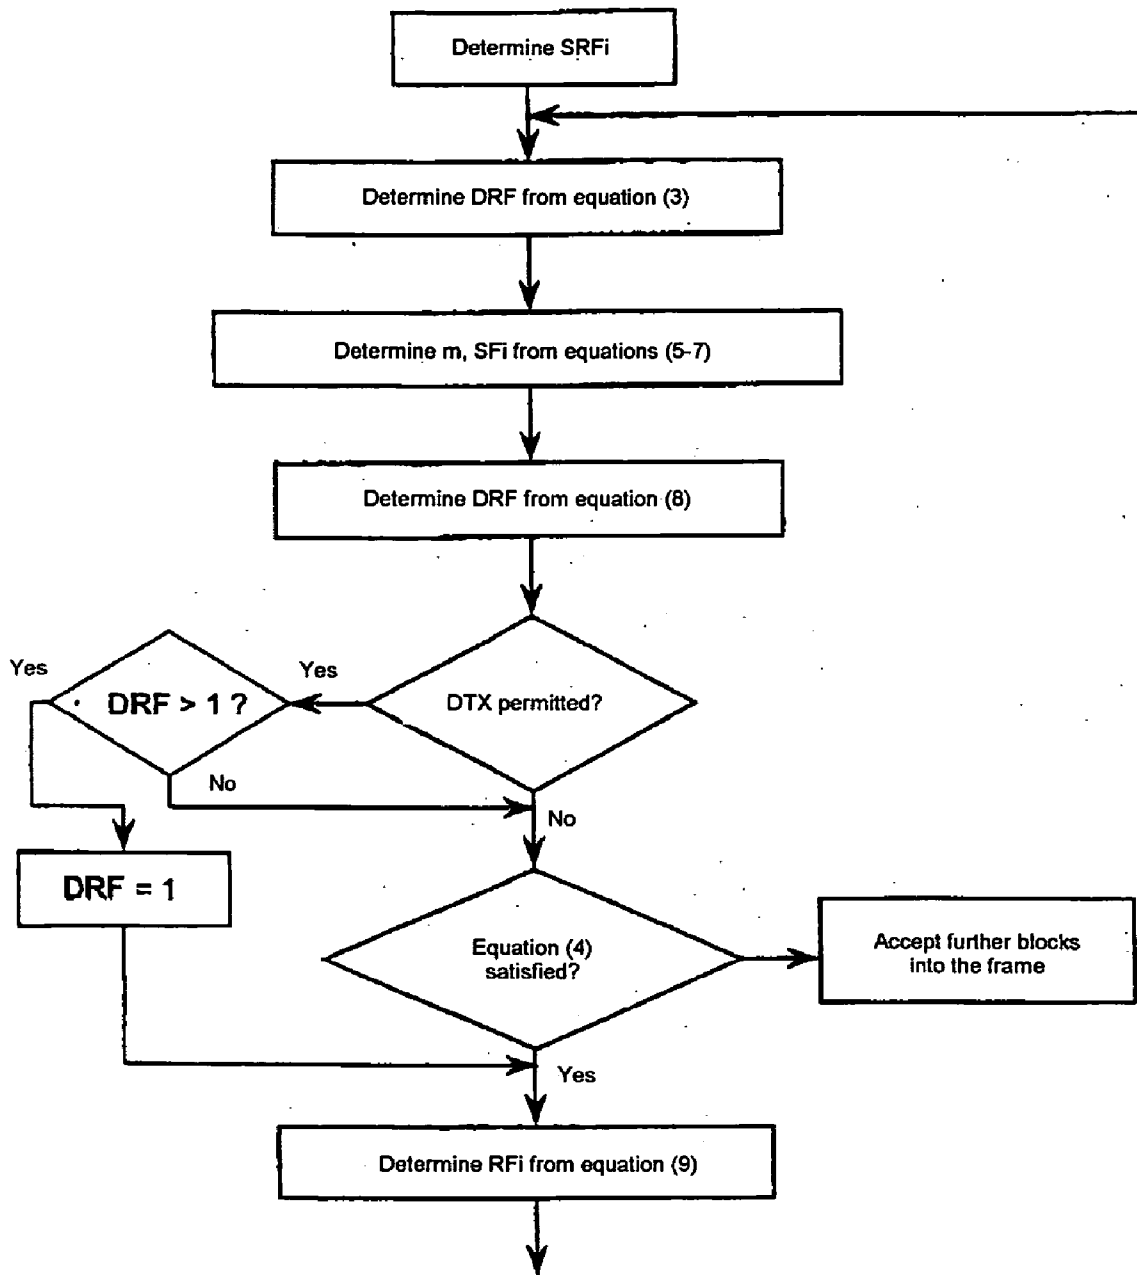 Determine SRFi
Determine DRF from equation (3)
Determine m, SFi from equations (5-7)
Determine DRF from equation (8)
Yes
DRF > 1 ?
Yes
DTX permitted?
No
No
DRF = 1
Equation (4)
satisfied?
Accept further blocks
into the frame
Yes
Determine RFi from equation (9)